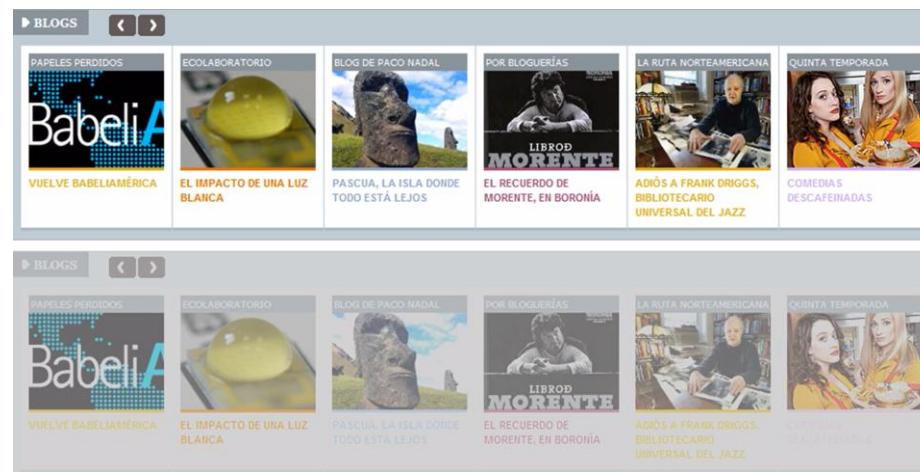 BLOGS
PAPELES PERDIDOS
BabeliA
VUELVE BABELIAMÉRICA
ECOLABORATORIO
EL IMPACTO DE UNA LUZ
BLANCA
BLOG DE PACO NADAL
PASCUA, LA ISLA DONDE
TODO ESTÁ LEJOS
POR BLOGUERÍAS
LIBRO Ð
MORENTE
EL RECUERDO DE
MORENTE, EN BORONÍA
LA RUTA NORTEAMERICANA
ADIÓS A FRANK DRIGGS,
BIBLIOTECARIO
UNIVERSAL DEL JAZZ
QUINTA TEMPORADA
COMEDIAS
DESCAFEINADAS
BLOGS
PAPELES PERDIDOS
BabeliA
VUELVE BABELIAMÉRICA
ECOLABORATORIO
EL IMPACTO DE UNA LUZ
BLANCA
BLOG DE PACO NADAL
PASCUA, LA ISLA DONDE
TODO ESTÁ LEJOS
POR BLOGUERÍAS
LIBRO Ð
MORENTE
EL RECUERDO DE
MORENTE, EN BORONÍA
LA RUTA NORTEAMERICANA
ADIÓS A FRANK DRIGGS,
BIBLIOTECARIO
UNIVERSAL DEL JAZZ
QUINTA TEMPORADA